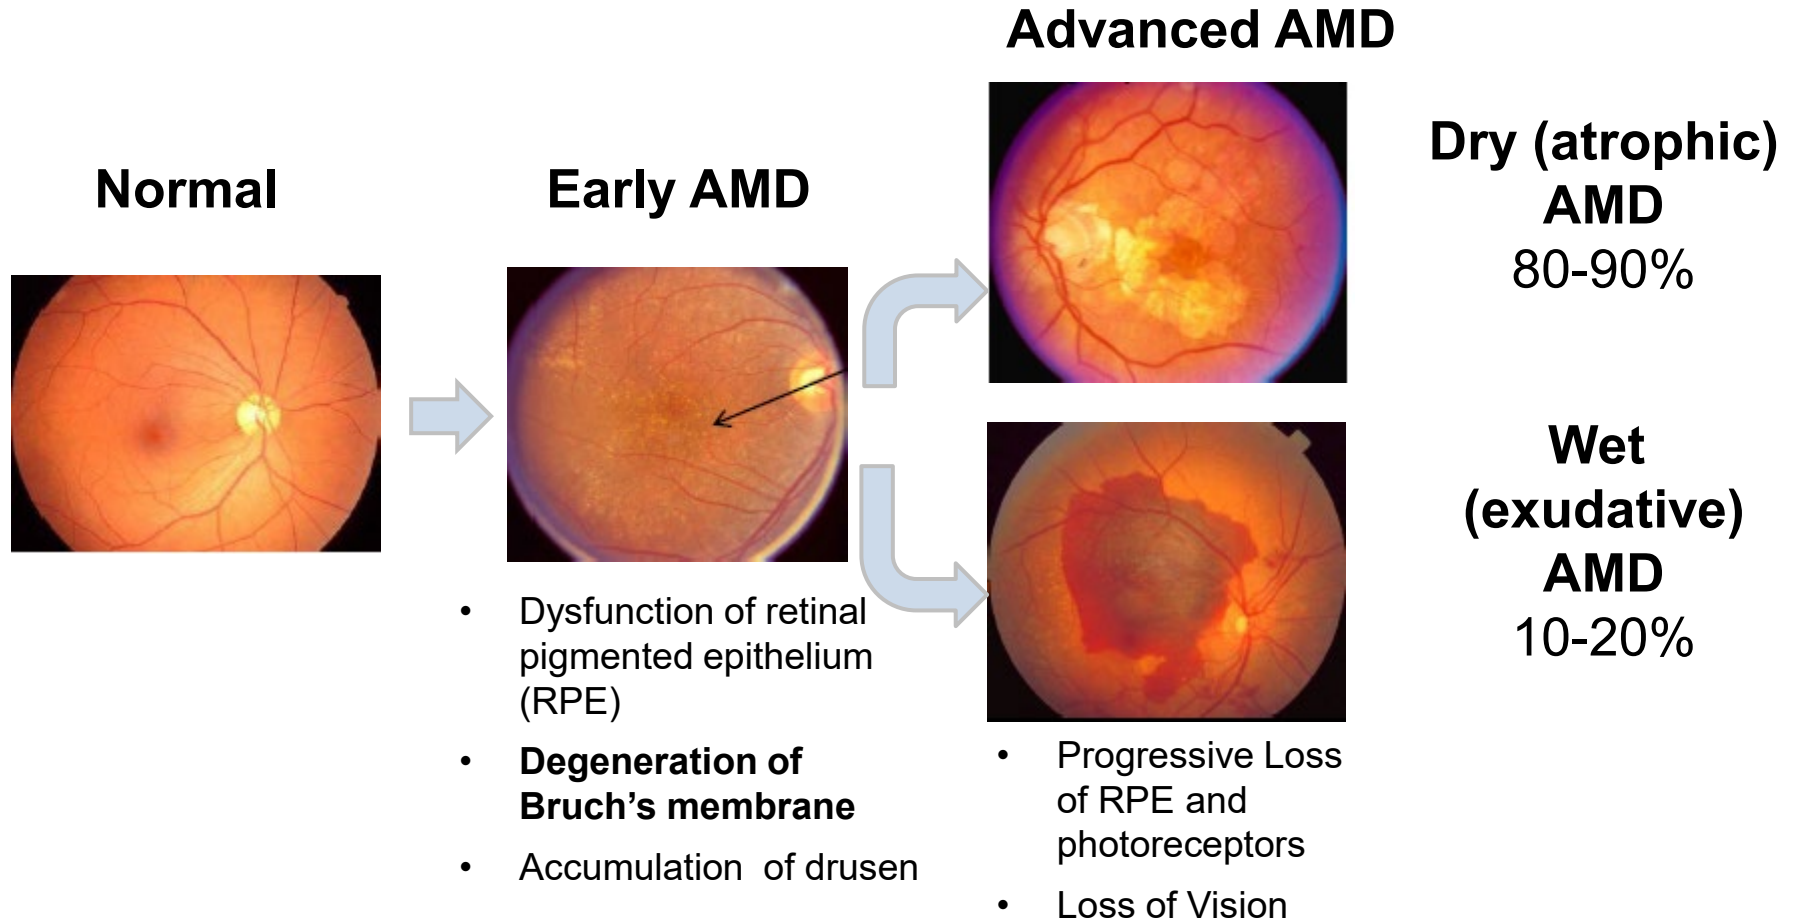 Advanced AMD
Normal
Early AMD
Dry (atrophic)
AMD
80-90%
Wet
(exudative)
AMD
10-20%
• Dysfunction of retinal
pigmented epithelium
(RPE)
• Degeneration of
Bruch’s membrane
• Accumulation of drusen
• Progressive Loss
of RPE and
photoreceptors
• Loss of Vision